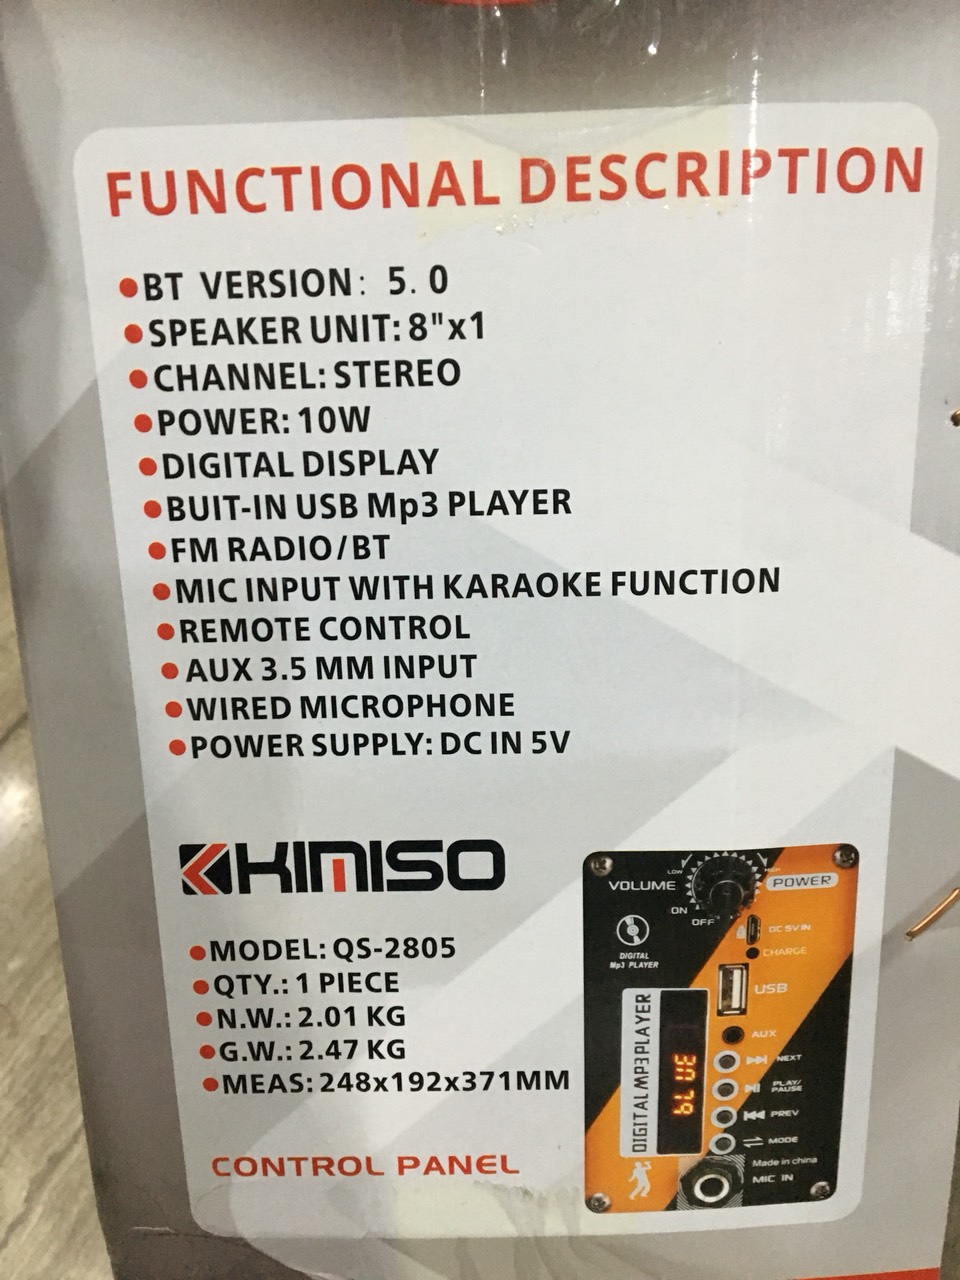 FUNCTIONAL DESCRIPTION
●BT VERSION: 5.0
●SPEAKER UNIT: 8"x1
●CHANNEL: STEREO
●POWER: 10W
●DIGITAL DISPLAY
●BUIT-IN USB Mp3 PLAYER
●FM RADIO/BT
●MIC INPUT WITH KARAOKE FUNCTION
●REMOTE CONTROL
●AUX 3.5 MM INPUT
●WIRED MICROPHONE
●POWER SUPPLY: DC IN 5V
KIMISO
●MODEL: QS-2805
●QTY.: 1 PIECE
●N.W.: 2.01 KG
●G.W.: 2.47 KG
●MEAS: 248x192x371MM
CONTROL PANEL
LOW
HIGH
VOLUME
POWER
ON
OFF
DC 5V IN
CHARGE
DIGITAL
Mp3 PLAYER
USB
AUX
NEXT
PLAY/
PAUSE
PREV
MODE
DIGITAL MP3 PLAYER
bLUE
Made in china
MIC IN